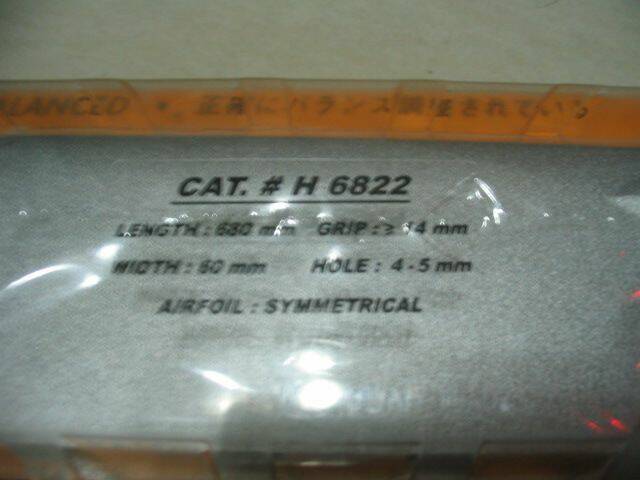 BALANCED • 正確にバランス調整されている
CAT. # H 6822
LENGTH : 680 mm GRIP : ≥ 14 mm
WIDTH : 60 mm HOLE : 4 - 5 mm
AIRFOIL : SYMMETRICAL